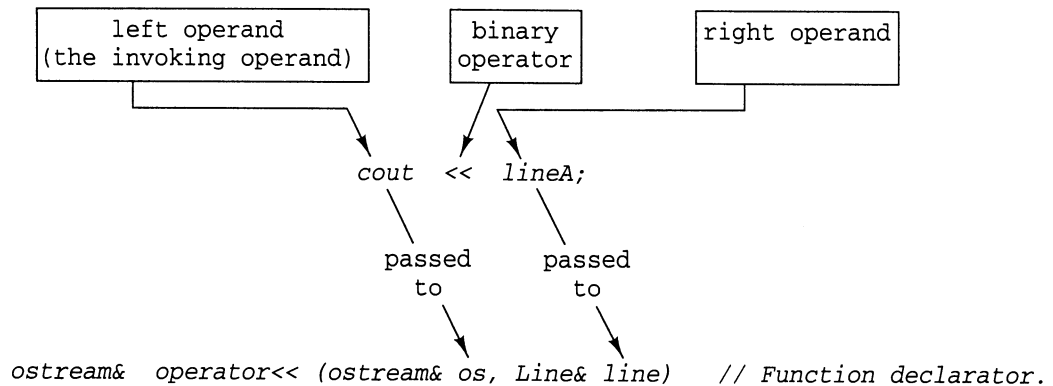 left operand
(the invoking operand)
binary
operator
right operand
cout << lineA;
passed
to
passed
to
ostream& operator<< (ostream& os, Line& line) // Function declarator.